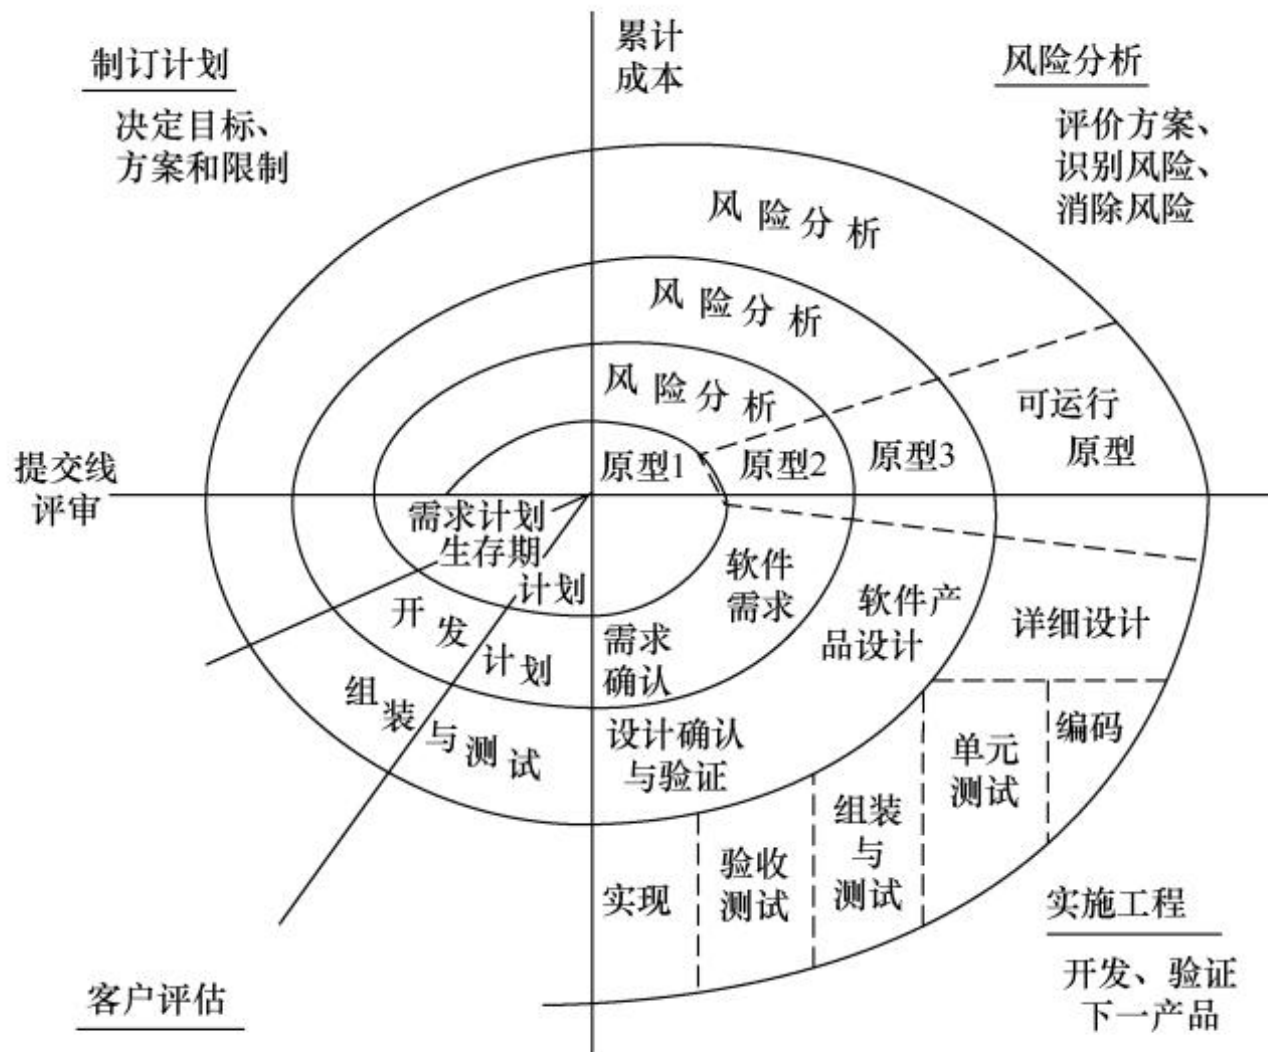 累计
成本
制订计划
决定目标、
方案和限制
风险分析
评价方案、
识别风险、
消除风险
风险分析
风险分析
风险分析
可运行
原型
原型1
原型2
原型3
提交线
评审
需求计划
生存期
计划
开发计划
组装与测试
软件
需求
需求
确认
软件产
品设计
详细设计
设计确认
与验证
编码
单元
测试
组装
与
测试
验收
测试
实现
实施工程
开发、验证
下一产品
客户评估